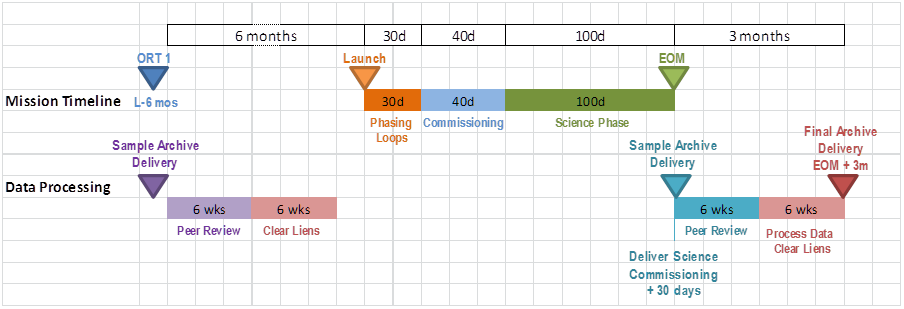 6 months 30d 40d 100d 3 months
ORT 1 Launch EOM
Mission Timeline L-6 mos 30d 40d 100d
Phasing Commissioning Science Phase
Loops
Sample Archive
Delivery
Sample Archive
Delivery
Final Archive
Delivery
EOM + 3m
Data Processing
6 wks 6 wks 6 wks 6 wks
Peer Review Clear Liens Peer Review Process Data
Clear Liens
Deliver Science
Commissioning
+ 30 days